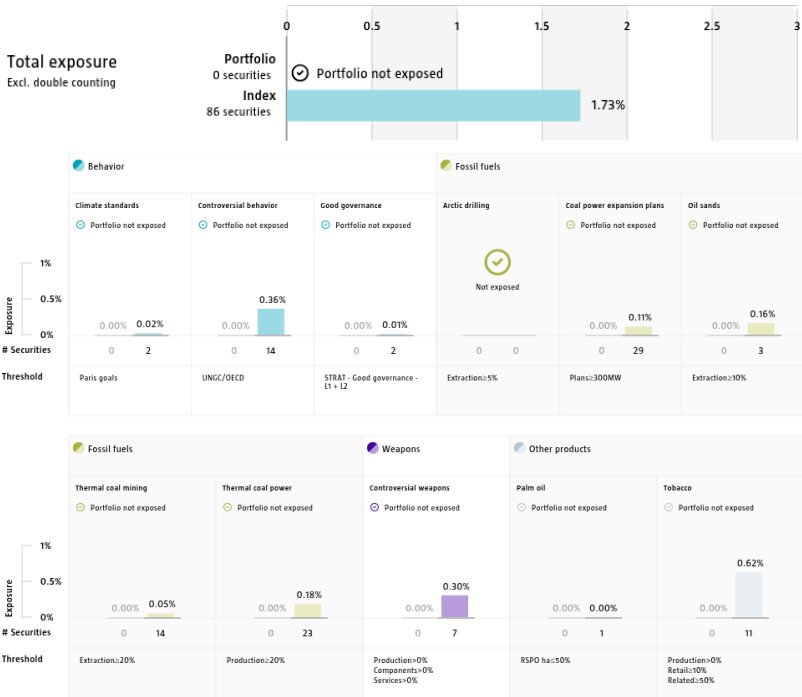 0 0.5 1 1.5 2 2.5 3
Total exposure
Excl. double counting
Portfolio
0 securities
Portfolio not exposed
Index
86 securities
1.73%
Behavior
Fossil fuels
Climate standards
Controversial behavior
Good governance
Arctic drilling
Coal power expansion plans
Oil sands
Portfolio not exposed
Portfolio not exposed
Portfolio not exposed
Not exposed
Portfolio not exposed
Portfolio not exposed
Exposure
1%
0.5%
0%
0.00% 0.02%
0.00% 0.36%
0.00% 0.01%
0.00% 0.11%
0.00% 0.16%
# Securities
0 2
0 14
0 2
0 0
0 29
0 3
Threshold
Paris goals
UNGC/OECD
STRAT - Good governance -
L1 + L2
Extraction≥5%
Plans≥300MW
Extraction≥10%
Fossil fuels
Weapons
Other products
Thermal coal mining
Thermal coal power
Controversial weapons
Palm oil
Tobacco
Portfolio not exposed
Portfolio not exposed
Portfolio not exposed
Portfolio not exposed
Portfolio not exposed
Exposure
1%
0.5%
0%
0.00% 0.05%
0.00% 0.18%
0.00% 0.30%
0.00% 0.00%
0.00% 0.62%
# Securities
0 14
0 23
0 7
0 1
0 11
Threshold
Extraction≥20%
Production≥20%
Production>0%
Components>0%
Services>0%
RSPO ha≤50%
Production>0%
Retail≥10%
Related≥50%